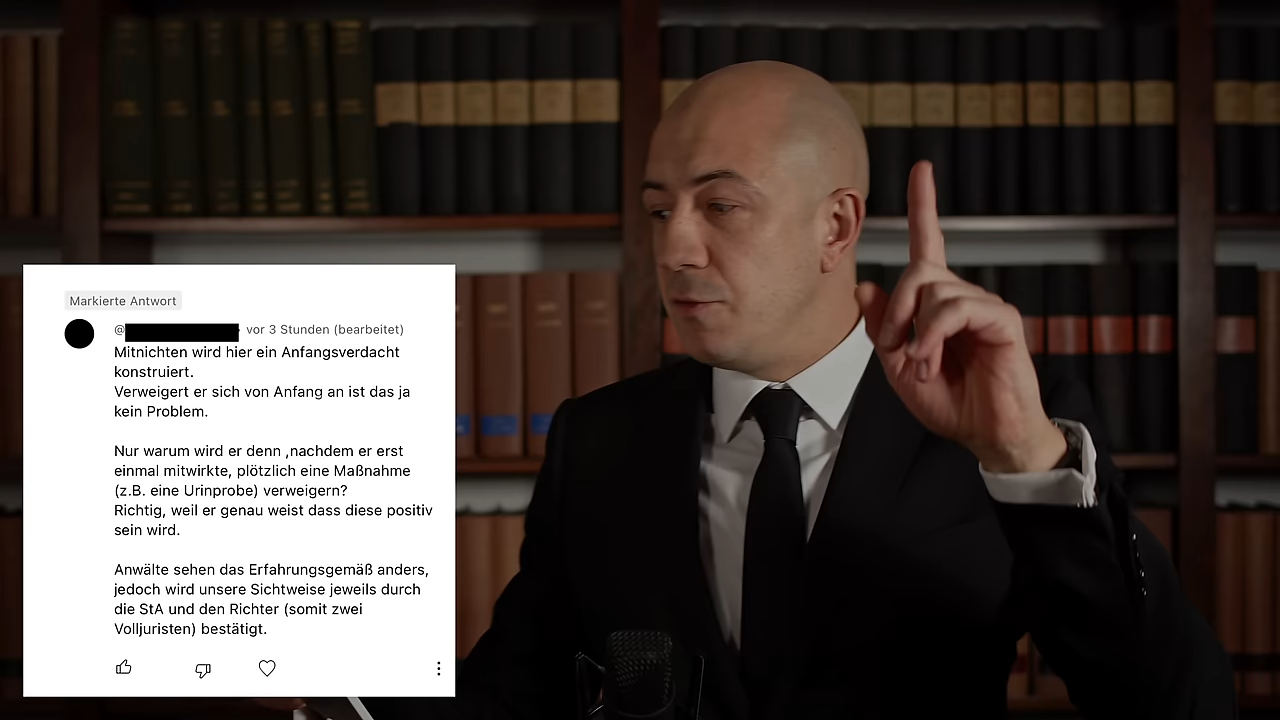 Markierte Antwort
@ vor 3 Stunden (bearbeitet)
Mitnichten wird hier ein Anfangsverdacht
konstruiert.
Verweigert er sich von Anfang an ist das ja
kein Problem.
Nur warum wird er denn ,nachdem er erst
einmal mitwirkte, plötzlich eine Maßnahme
(z.B. eine Urinprobe) verweigern?
Richtig, weil er genau weist dass diese positiv
sein wird.
Anwälte sehen das Erfahrungsgemäß anders,
jedoch wird unsere Sichtweise jeweils durch
die StA und den Richter (somit zwei
Volljuristen) bestätigt.